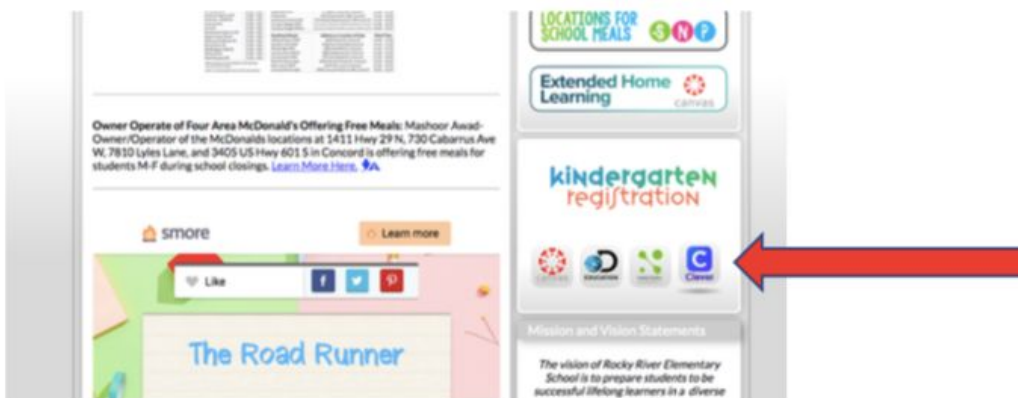 Owner Operate of Four Area McDonald's Offering Free Meals: Mashoor Awad-
Owner/Operator of the McDonalds locations at 1411 Hwy 29 N, 730 Cabarrus Ave
W, 7810 Lyles Lane, and 3405 US Hwy 601 S in Concord is offering free meals for
students M-F during school closings. Learn More Here.
smore
Learn more
Like
The Road Runner
LOCATIONS FOR
SCHOOL MEALS SNP
Extended Home
Learning
canvas
kindergarten
registration
canvas
EDUCATION
Clever
Mission and Vision Statements
The vision of Rocky River Elementary
School is to prepare students to be
successful lifelong learners in a diverse